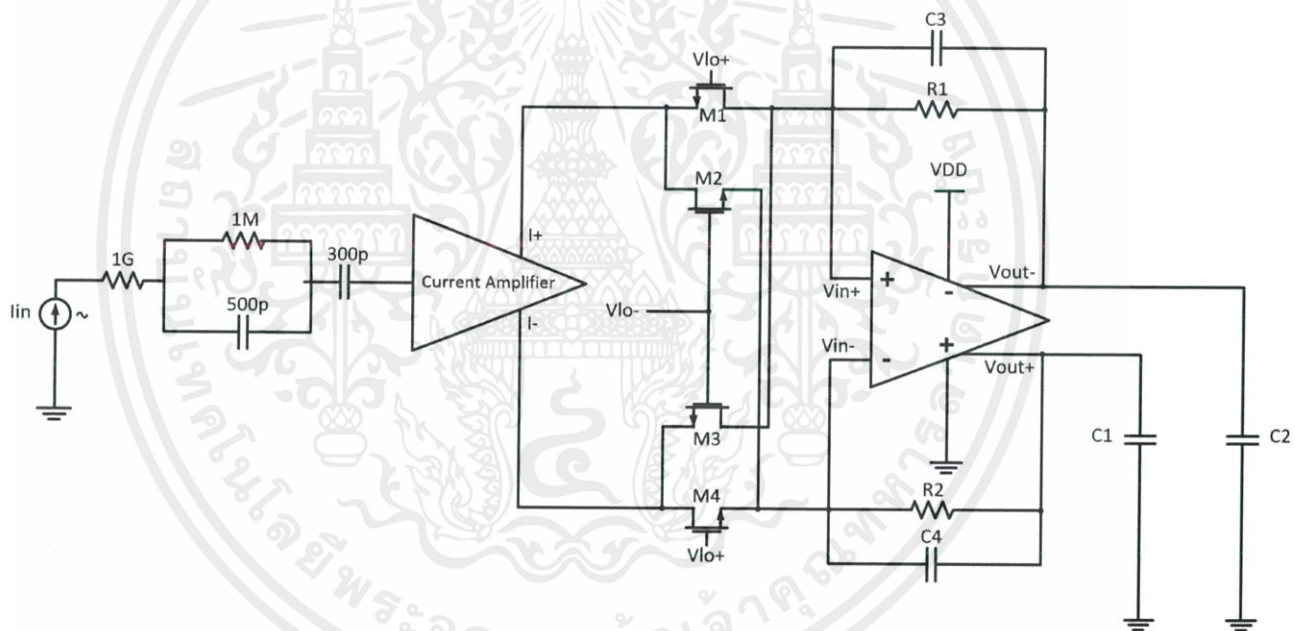 C3
Vlo+
R1
M1
VDD
M2
1M
I+
1G
300p
Current Amplifier
Vout-
+
-
Vin+
500p
Iin
~
Vlo-
I-
Vin-
+
-
Vout+
M3
C1
C2
M4
R2
C4
Vlo+